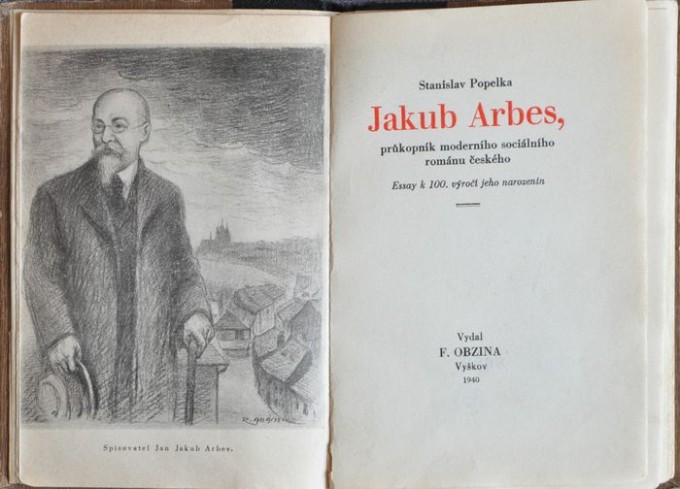 Spisovatel Jan Jakub Arbes.
Stanislav Popelka
Jakub Arbes,
průkopník moderního sociálního
románu českého
Essay k 100. výročí jeho narozenin
Vydal
F. OBZINA
Vyškov
1940